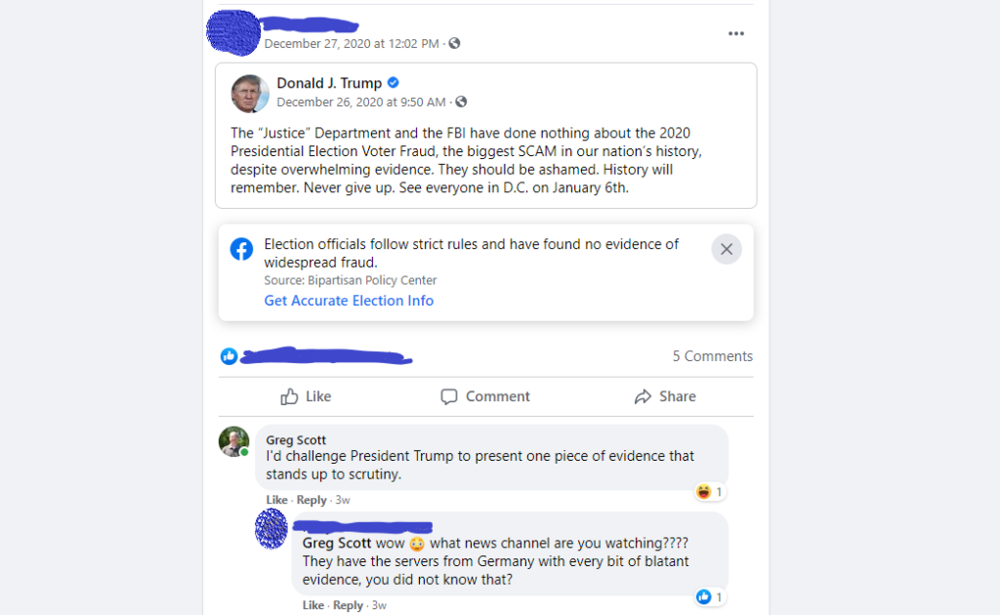 December 27, 2020 at 12:02 PM ·
Donald J. Trump
December 26, 2020 at 9:50 AM ·
The “Justice” Department and the FBI have done nothing about the 2020
Presidential Election Voter Fraud, the biggest SCAM in our nation’s history,
despite overwhelming evidence. They should be ashamed. History will
remember. Never give up. See everyone in D.C. on January 6th.
Election officials follow strict rules and have found no evidence of
widespread fraud.
Source: Bipartisan Policy Center
Get Accurate Election Info
5 Comments
Like Comment Share
Greg Scott
I'd challenge President Trump to present one piece of evidence that
stands up to scrutiny.
1
Like · Reply · 3w
Greg Scott wow 😳 what news channel are you watching????
They have the servers from Germany with every bit of blatant
evidence, you did not know that?
1
Like · Reply · 3w